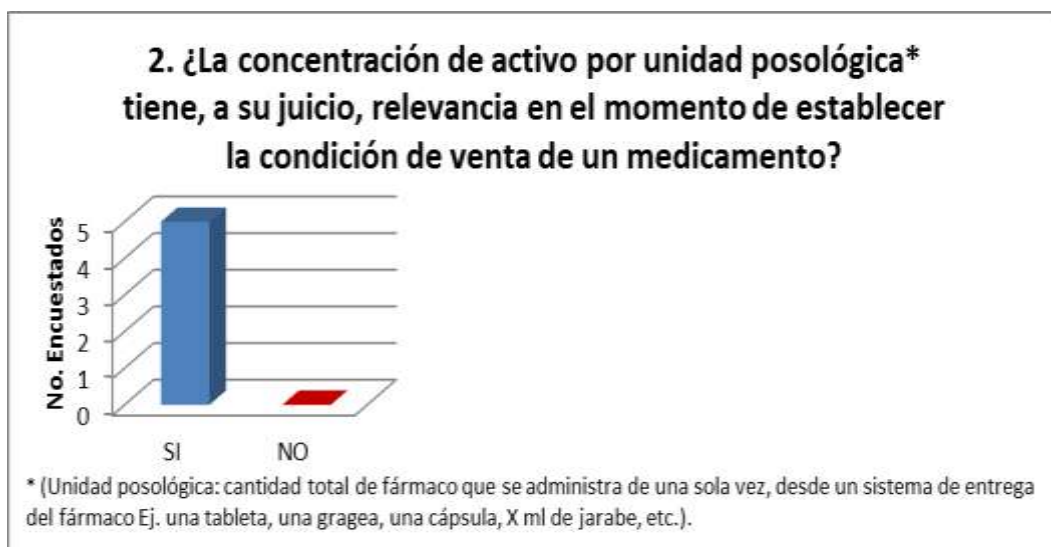 2. ¿La concentración de activo por unidad posológica*
tiene, a su juicio, relevancia en el momento de establecer
la condición de venta de un medicamento?
No. Encuestados
5
4
3
2
1
0
SI NO
* (Unidad posológica: cantidad total de fármaco que se administra de una sola vez, desde un sistema de entrega
del fármaco Ej. una tableta, una gragea, una cápsula, X ml de jarabe, etc.).